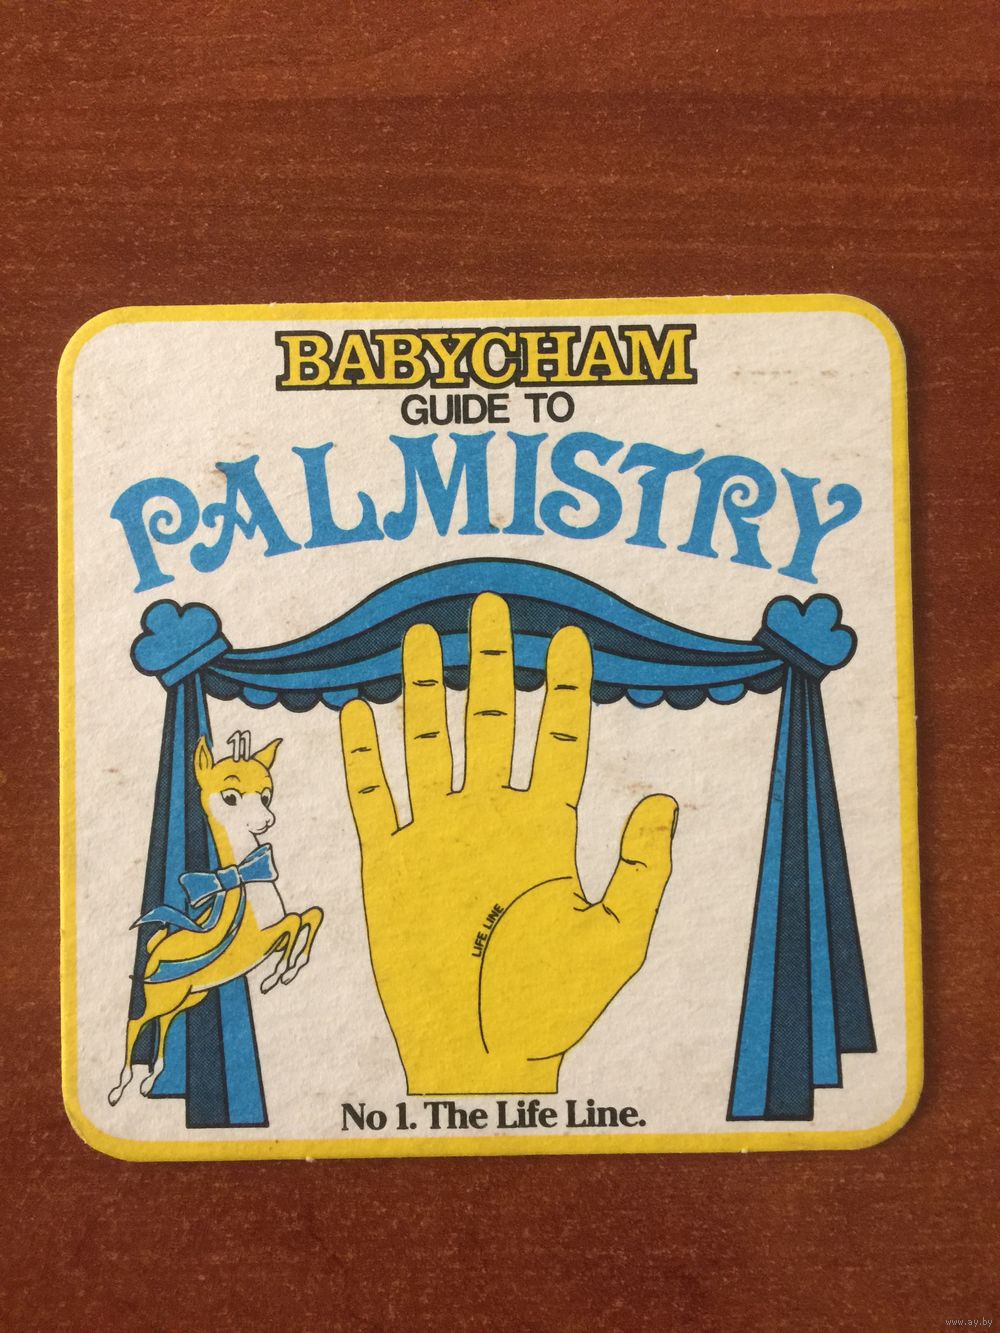 BABYCHAM
GUIDE TO
PALMISTRY
LIFE LINE
No 1. The Life Line.
www.ay.by